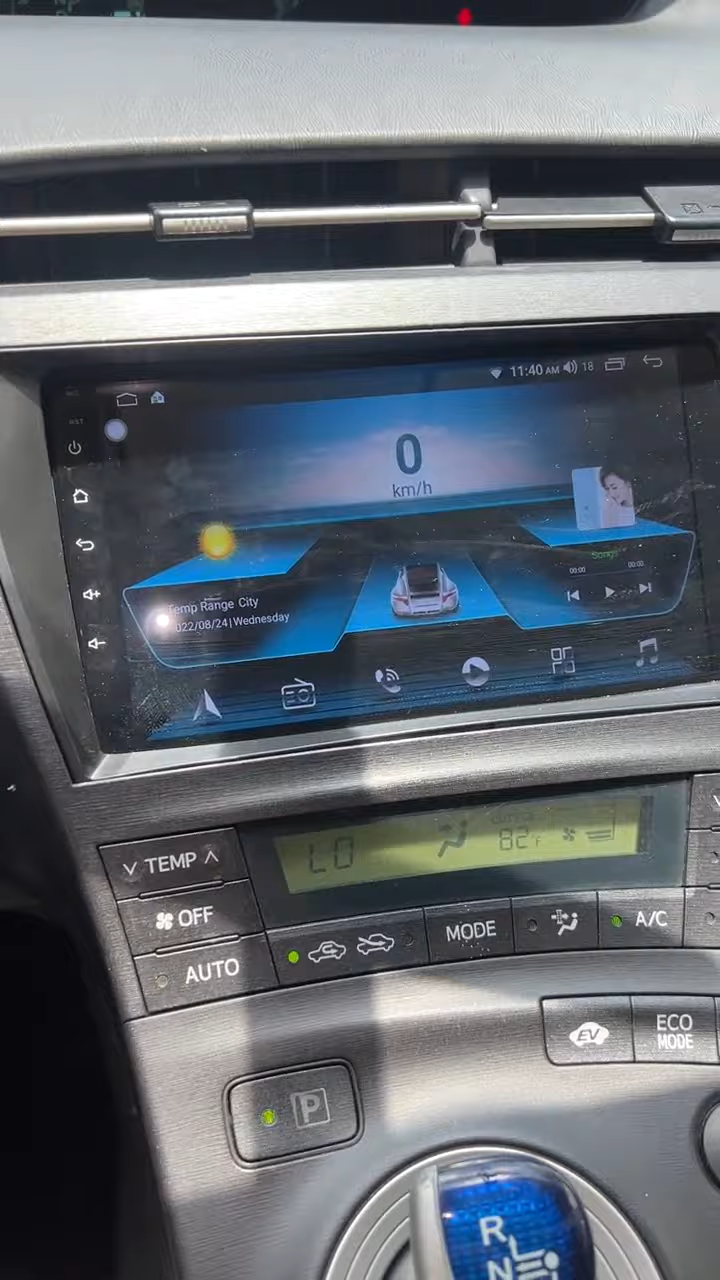 11:40 AM 18
RST
0
km/h
Songs
00:00 00:00
Temp Range City
022/08/24|Wednesday
LO 82°F
TEMP
OFF
AUTO
MODE
A/C
EV
ECO
MODE
P
R
N